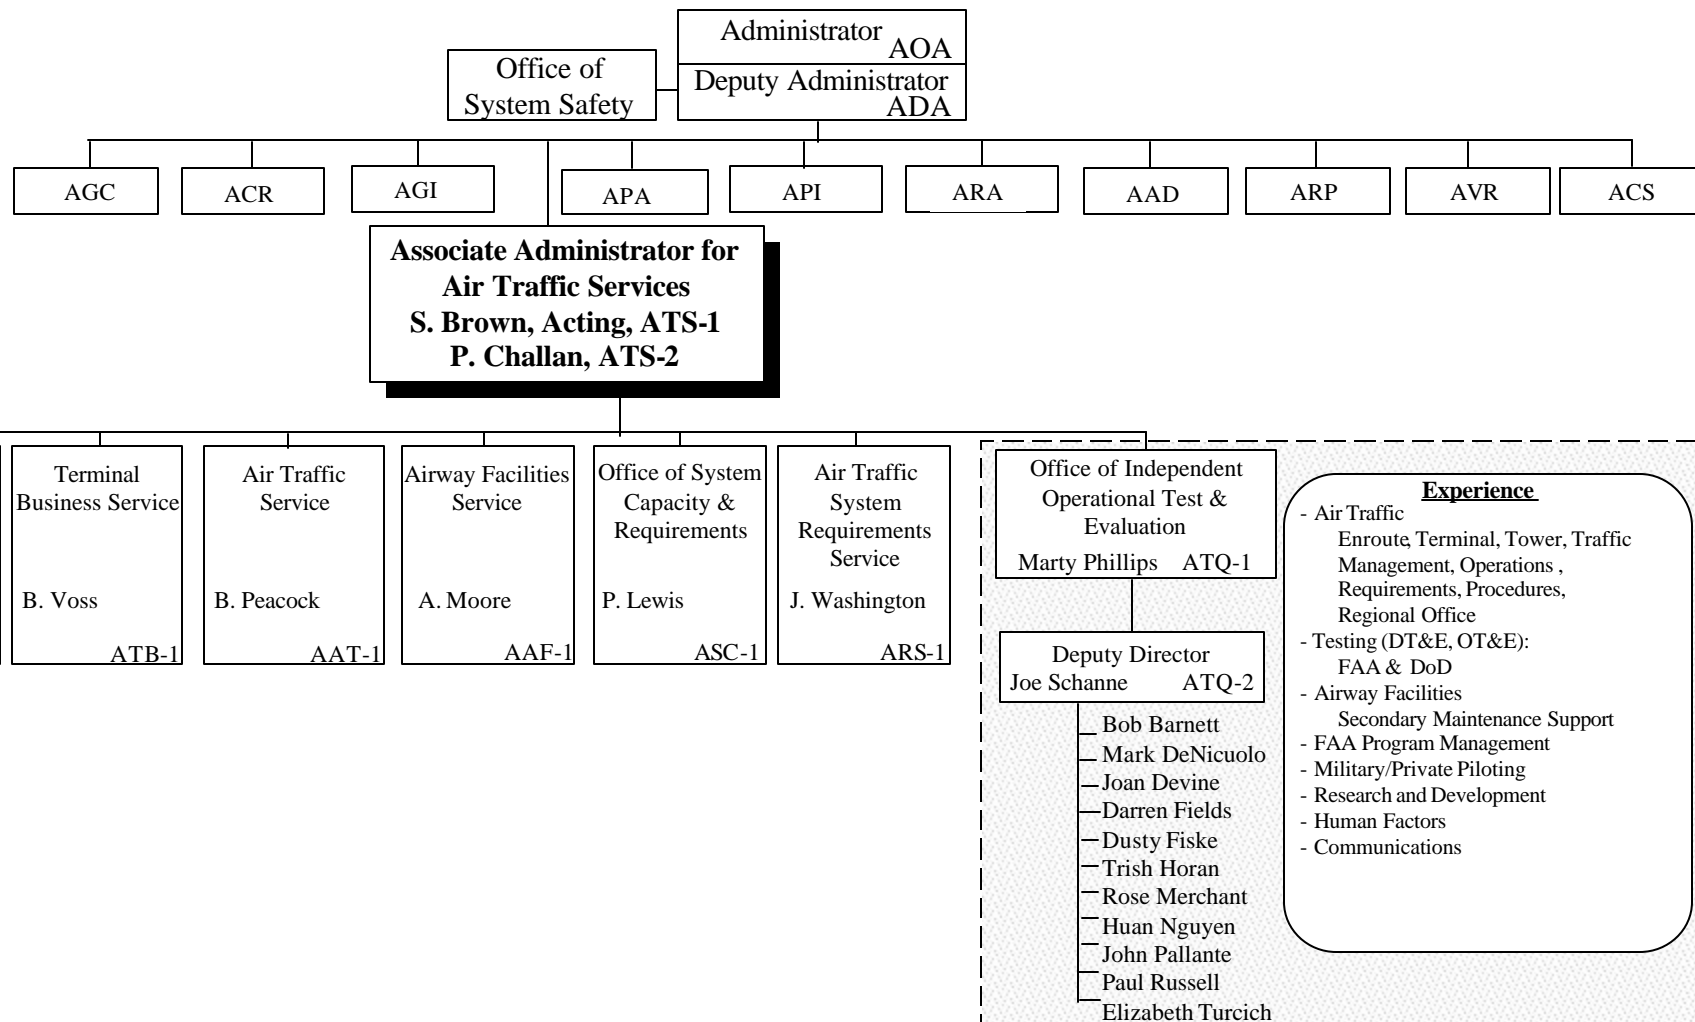 Administrator
AOA
Deputy Administrator
ADA
Office of
System Safety
AGC
ACR
AGI
APA
API
ARA
AAD
ARP
AVR
ACS
Associate Administrator for
Air Traffic Services
S. Brown, Acting, ATS-1
P. Challan, ATS-2
Terminal
Business Service
B. Voss
ATB-1
Air Traffic
Service
B. Peacock
AAT-1
Airway Facilities
Service
A. Moore
AAF-1
Office of System
Capacity &
Requirements
P. Lewis
ASC-1
Air Traffic
System
Requirements
Service
J. Washington
ARS-1
Office of Independent
Operational Test &
Evaluation
Marty Phillips ATQ-1
Deputy Director
Joe Schanne ATQ-2
Bob Barnett
Mark DeNicuolo
Joan Devine
Darren Fields
Dusty Fiske
Trish Horan
Rose Merchant
Huan Nguyen
John Pallante
Paul Russell
Elizabeth Turcich
Experience
- Air Traffic
Enroute, Terminal, Tower, Traffic
Management, Operations ,
Requirements, Procedures,
Regional Office
- Testing (DT&E, OT&E):
FAA & DoD
- Airway Facilities
Secondary Maintenance Support
- FAA Program Management
- Military/Private Piloting
- Research and Development
- Human Factors
- Communications